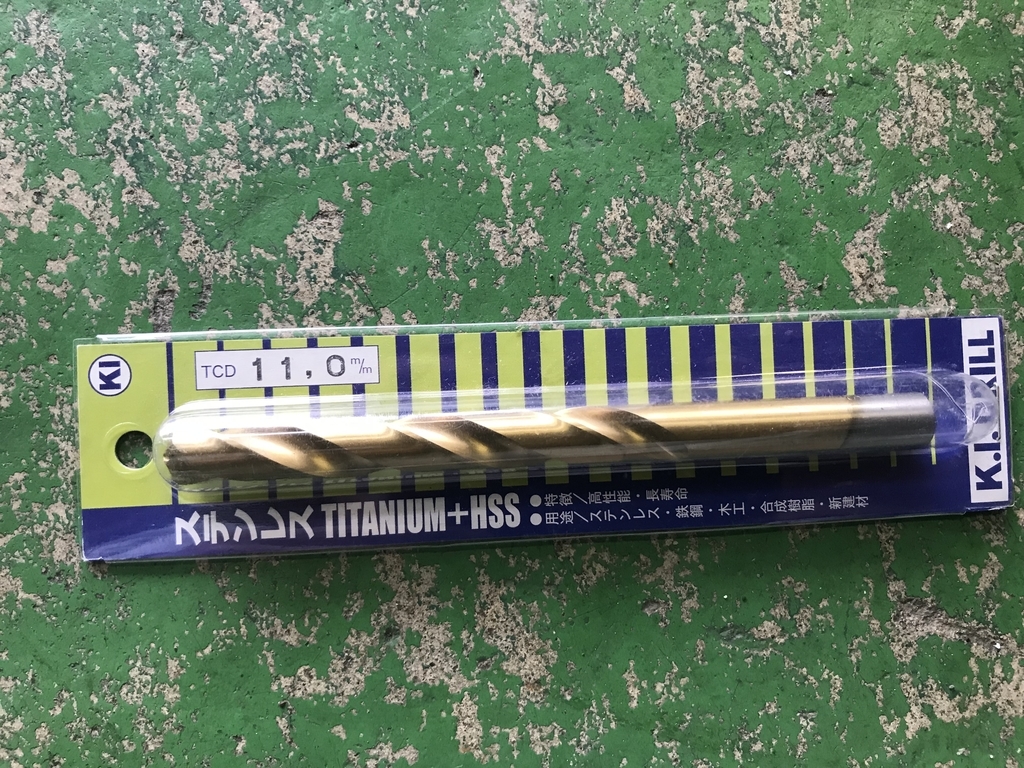 KI
TCD 11,0 m/m
ステンレス TITANIUM+HSS
●特徴／高性能・長寿命
●用途／ステンレス・鉄鋼・木工・合成樹脂・新建材
K.I.